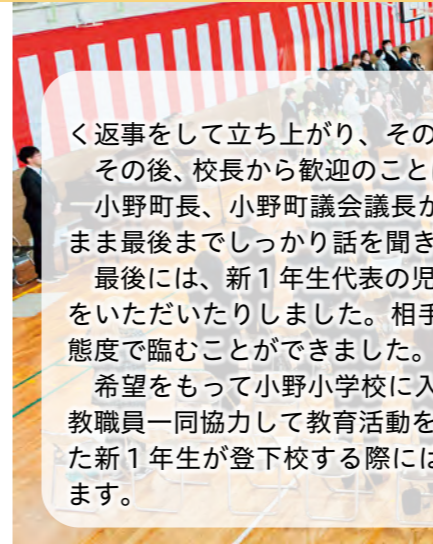 く返事をして立ち上がり、その
その後、校長から歓迎のこと
小野町長、小野町議会議長か
まま最後までしっかり話を聞き
最後には、新１年生代表の児
をいただいたりしました。相手
態度で臨むことができました。
希望をもって小野小学校に入
教職員一同協力して教育活動を
た新１年生が登下校する際には
ます。